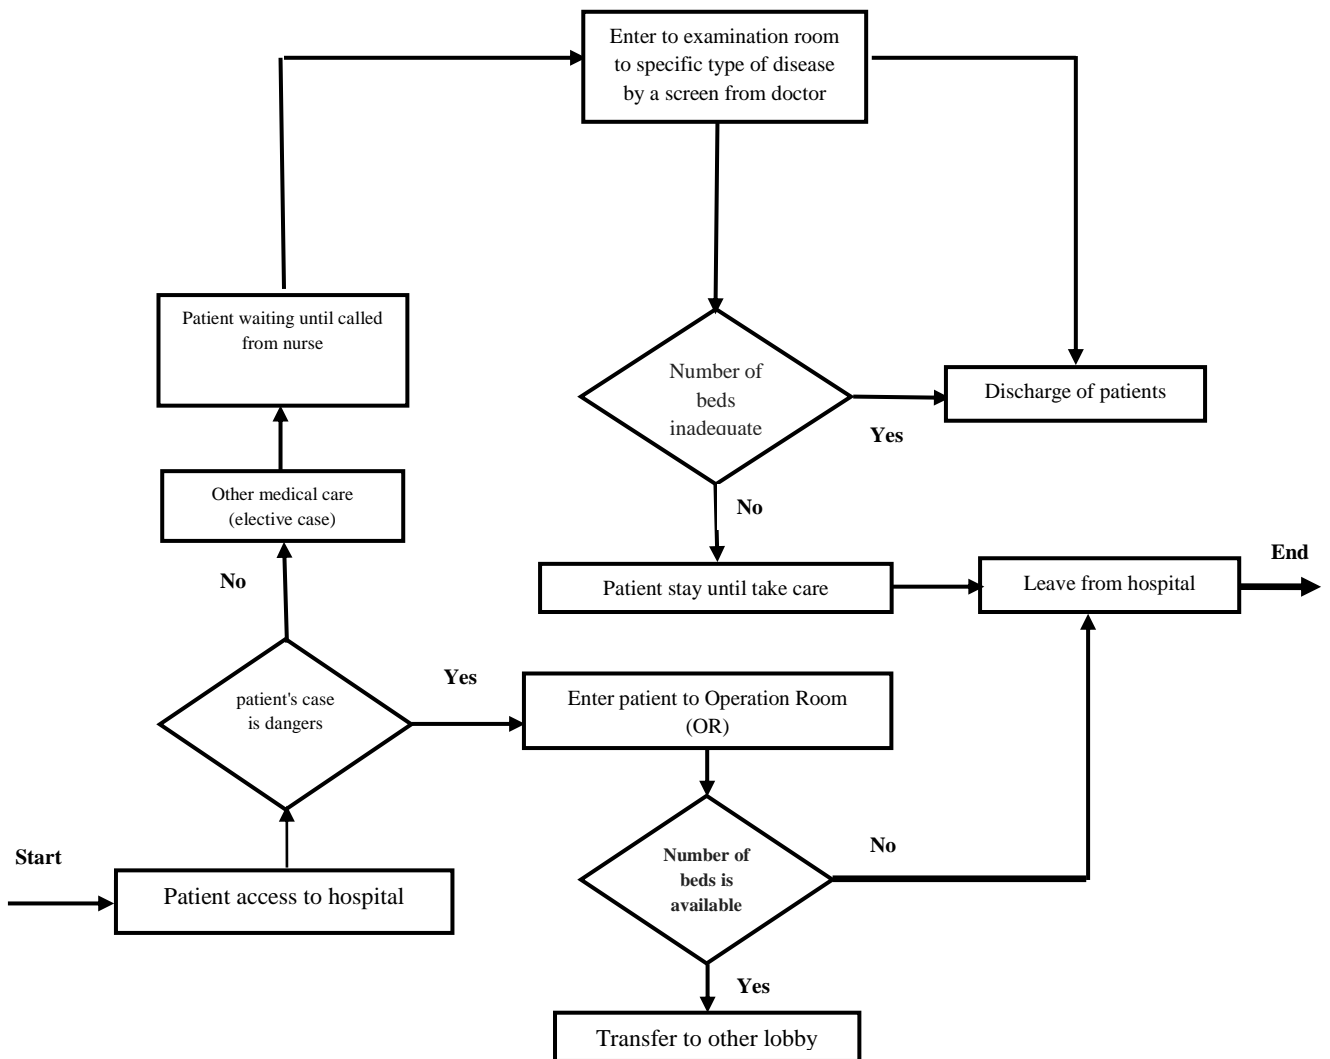 Enter to examination room
to specific type of disease
by a screen from doctor
Patient waiting until called
from nurse
Number of
beds
inadequate
Yes
Discharge of patients
Other medical care
(elective case)
No
No
Patient stay until take care
Leave from hospital
End
patient's case
is dangers
Yes
Enter patient to Operation Room
(OR)
Start
Patient access to hospital
Number of
beds is
available
No
Yes
Transfer to other lobby